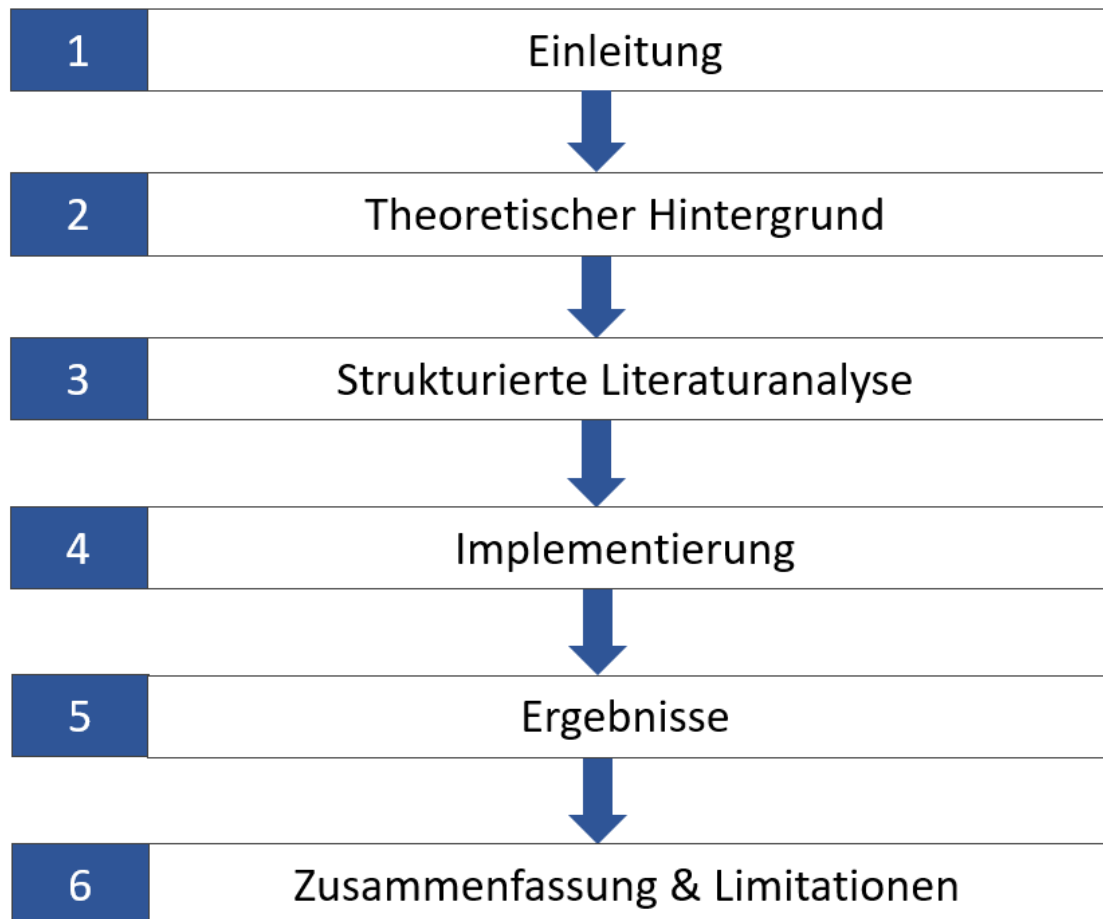 1 Einleitung
2 Theoretischer Hintergrund
3 Strukturierte Literaturanalyse
4 Implementierung
5 Ergebnisse
6 Zusammenfassung & Limitationen